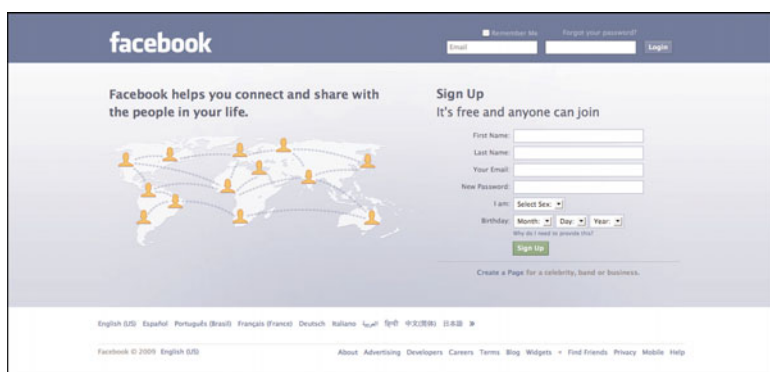 facebook
Remember Me Forgot your password?
Email Login
Facebook helps you connect and share with
the people in your life.
Sign Up
It's free and anyone can join
First Name:
Last Name:
Your Email:
New Password:
I am: Select Sex:
Birthday: Month: Day: Year:
Why do I need to provide this?
Sign Up
Create a Page for a celebrity, band or business.
English (US) Español Português (Brasil) Français (France) Deutsch Italiano العربية हिन्दी 中文(简体) 日本語 »
Facebook © 2009 English (US)
About Advertising Developers Careers Terms Blog Widgets • Find Friends Privacy Mobile Help